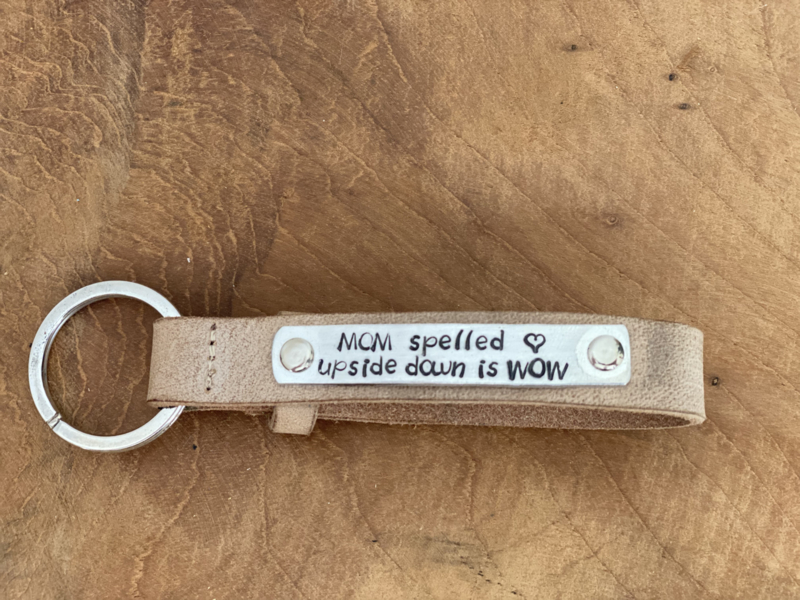 MOM spelled ♡
upside down is WOW